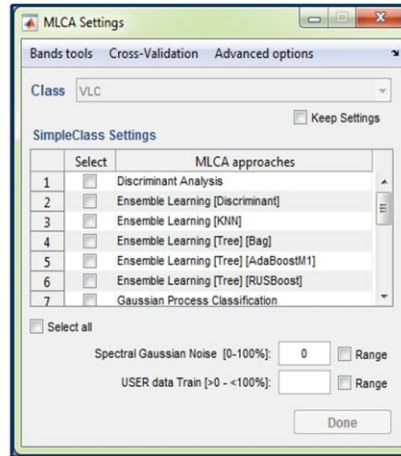 MLCA Settings
Bands tools Cross-Validation Advanced options
Class VLC
Keep Settings
SimpleClass Settings
Select MLCA approaches
1 Discriminant Analysis
2 Ensemble Learning [Discriminant]
3 Ensemble Learning [KNN]
4 Ensemble Learning [Tree] [Bag]
5 Ensemble Learning [Tree] [AdaBoostM1]
6 Ensemble Learning [Tree] [RUSBoost]
7 Gaussian Process Classification
Select all
Spectral Gaussian Noise [0-100%]: 0 Range
USER data Train [>0 - <100%]: Range
Done